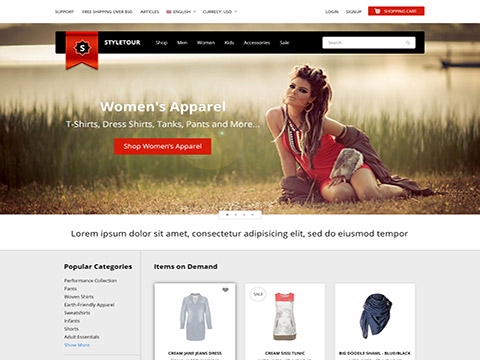 SUPPORT FREE SHIPPING OVER $50 ARTICLES ENGLISH CURRECY: USD LOGIN SIGNUP SHOPPING CART
S STYLETOUR Shop Men Women Kids Accessories Sale Search
Women's Apparel
T-Shirts, Dress Shirts, Tanks, Pants and More...
Shop Women's Apparel
Lorem ipsum dolor sit amet, consectetur adipisicing elit, sed do eiusmod tempor
Popular Categories
Performance Collection
Pants
Woven Shirts
Earth-Friendly Apparel
Sweatshirts
Infants
Shorts
Adult Essentials
Show More
Items on Demand
SALE
CREAM JANE JEANS DRESS
CREAM SISSI TUNIC
BIG DOODLE SHAWL - BLUE/BLACK